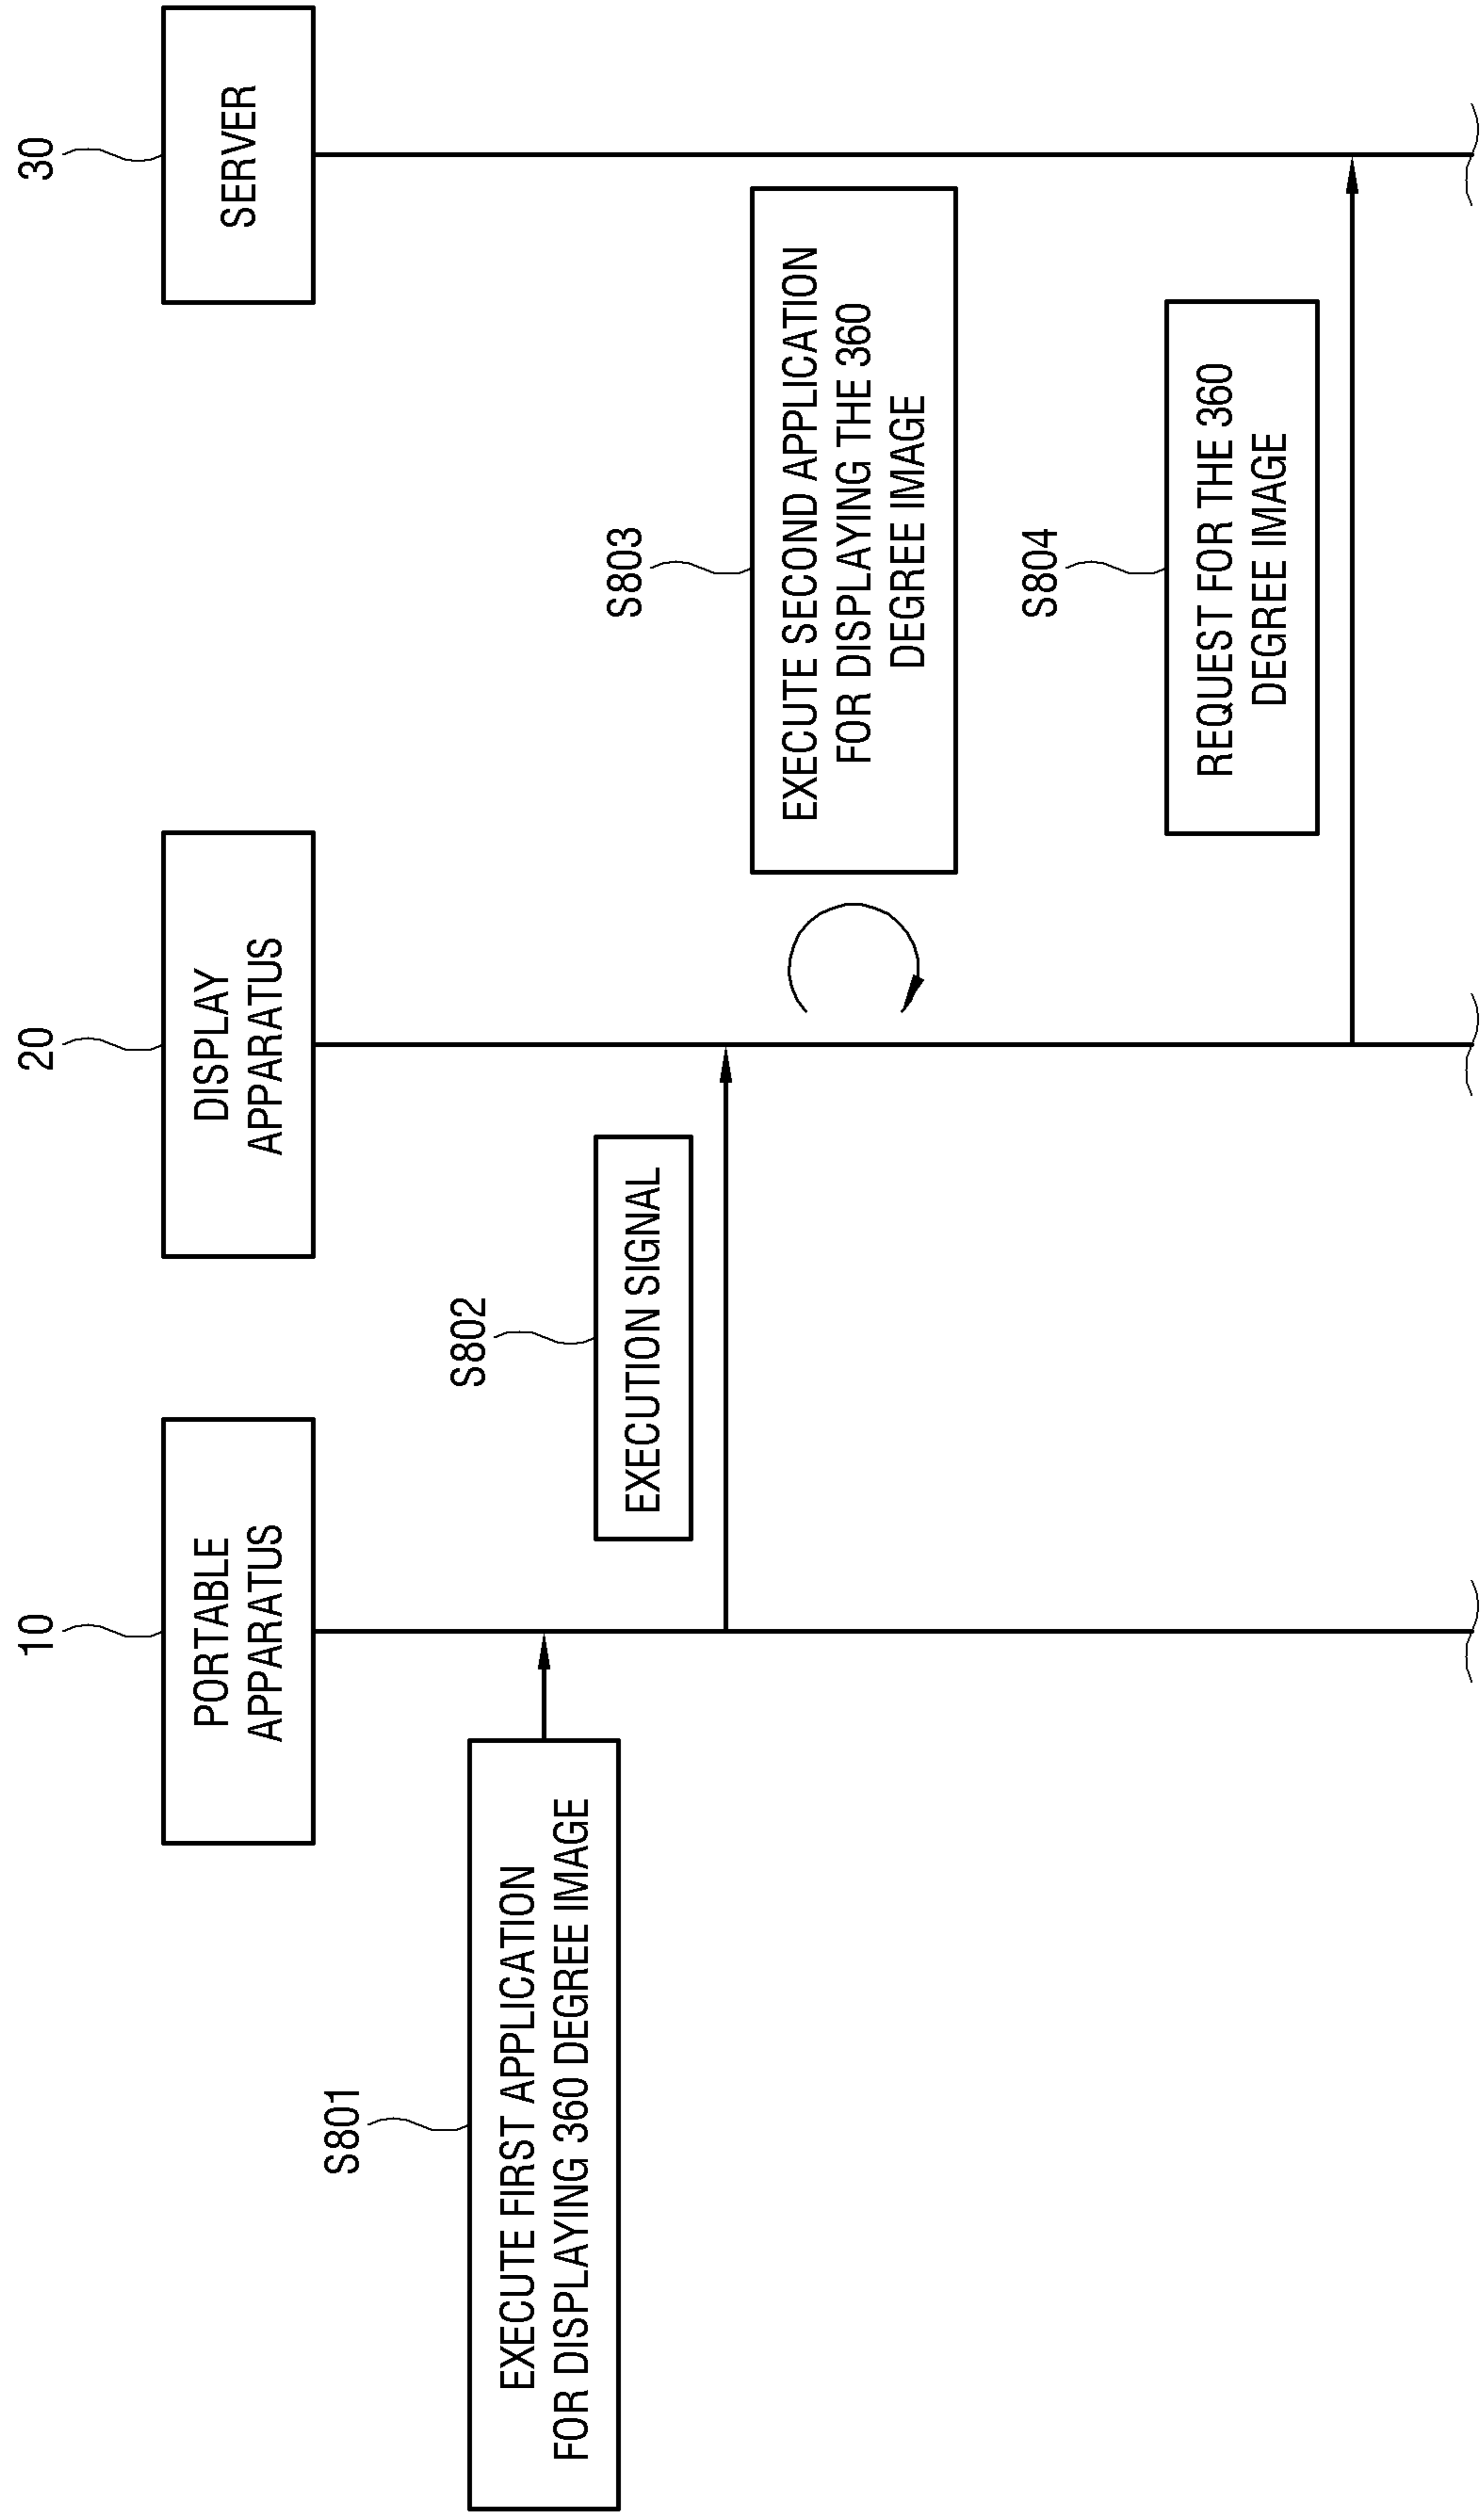 10
20
30
PORTABLE
APPARATUS
DISPLAY
APPARATUS
SERVER
S801
EXECUTE FIRST APPLICATION
FOR DISPLAYING 360 DEGREE IMAGE
S802
EXECUTION SIGNAL
S803
EXECUTE SECOND APPLICATION
FOR DISPLAYING THE 360
DEGREE IMAGE
S804
REQUEST FOR THE 360
DEGREE IMAGE